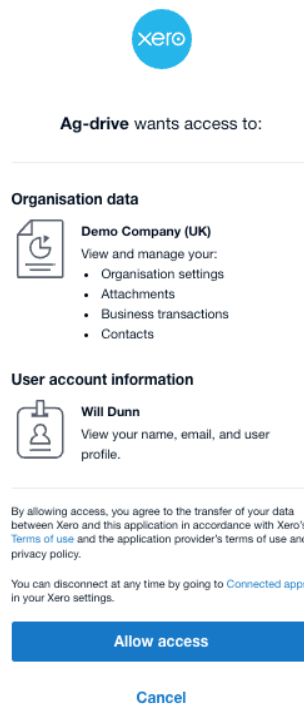 xero
Ag-drive wants access to:
Organisation data
Demo Company (UK)
View and manage your:
• Organisation settings
• Attachments
• Business transactions
• Contacts
User account information
Will Dunn
View your name, email, and user
profile.
By allowing access, you agree to the transfer of your data
between Xero and this application in accordance with Xero's
Terms of use and the application provider's terms of use and
privacy policy.
You can disconnect at any time by going to Connected apps
in your Xero settings.
Allow access
Cancel